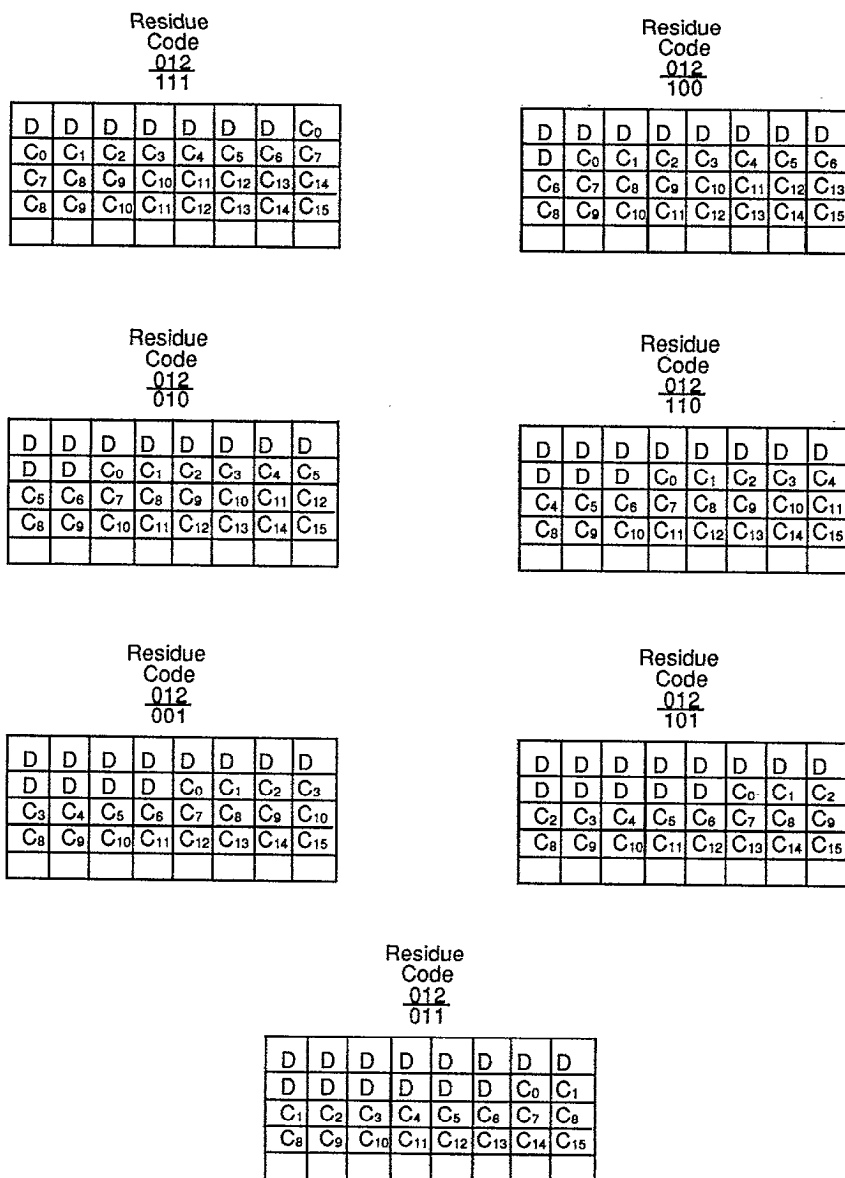 Residue
Code
012
111
D D D D D D D C₀
C₀ C₁ C₂ C₃ C₄ C₅ C₆ C₇
C₇ C₈ C₉ C₁₀ C₁₁ C₁₂ C₁₃ C₁₄
C₈ C₉ C₁₀ C₁₁ C₁₂ C₁₃ C₁₄ C₁₅
Residue
Code
012
100
D D D D D D D D
D C₀ C₁ C₂ C₃ C₄ C₅ C₆
C₆ C₇ C₈ C₉ C₁₀ C₁₁ C₁₂ C₁₃
C₈ C₉ C₁₀ C₁₁ C₁₂ C₁₃ C₁₄ C₁₅
Residue
Code
012
010
D D D D D D D D
D D C₀ C₁ C₂ C₃ C₄ C₅
C₅ C₆ C₇ C₈ C₉ C₁₀ C₁₁ C₁₂
C₈ C₉ C₁₀ C₁₁ C₁₂ C₁₃ C₁₄ C₁₅
Residue
Code
012
110
D D D D D D D D
D D D C₀ C₁ C₂ C₃ C₄
C₄ C₅ C₆ C₇ C₈ C₉ C₁₀ C₁₁
C₈ C₉ C₁₀ C₁₁ C₁₂ C₁₃ C₁₄ C₁₅
Residue
Code
012
001
D D D D D D D D
D D D D C₀ C₁ C₂ C₃
C₃ C₄ C₅ C₆ C₇ C₈ C₉ C₁₀
C₈ C₉ C₁₀ C₁₁ C₁₂ C₁₃ C₁₄ C₁₅
Residue
Code
012
101
D D D D D D D D
D D D D D C₀ C₁ C₂
C₂ C₃ C₄ C₅ C₆ C₇ C₈ C₉
C₈ C₉ C₁₀ C₁₁ C₁₂ C₁₃ C₁₄ C₁₅
Residue
Code
012
011
D D D D D D D D
D D D D D D C₀ C₁
C₁ C₂ C₃ C₄ C₅ C₆ C₇ C₈
C₈ C₉ C₁₀ C₁₁ C₁₂ C₁₃ C₁₄ C₁₅